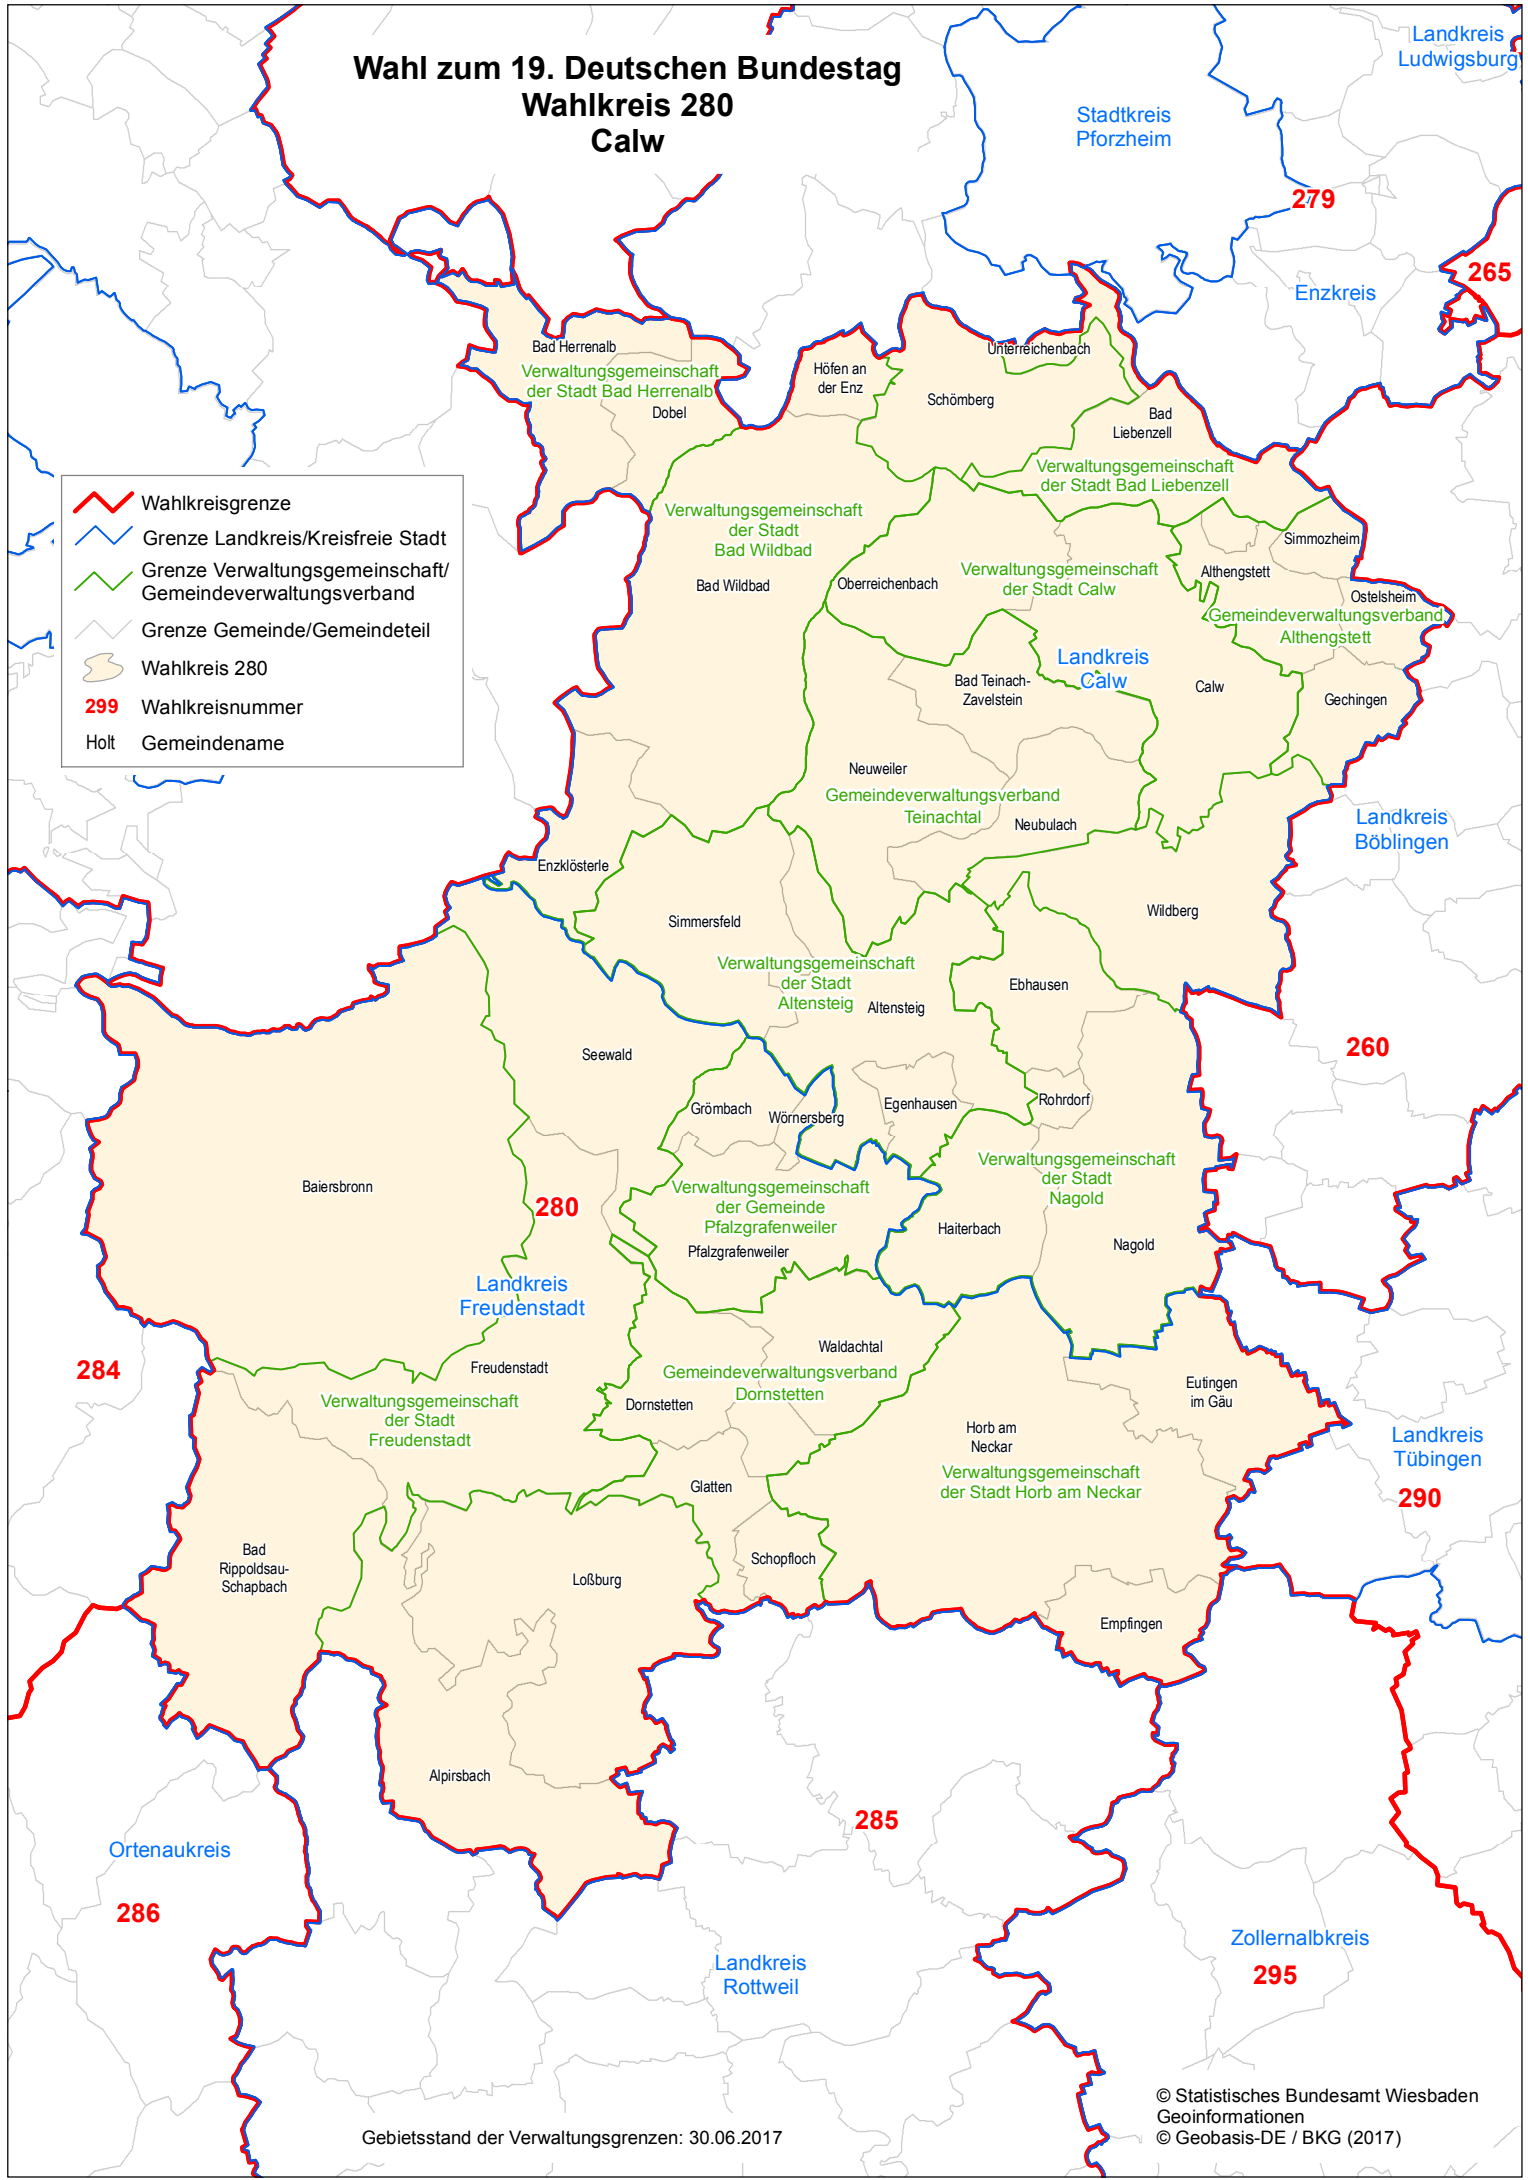 Wahl zum 19. Deutschen Bundestag
Wahlkreis 280
Calw
Landkreis
Ludwigsburg
Stadtkreis
Pforzheim
279
265
Enzkreis
Bad Herrenalb
Verwaltungsgemeinschaft
der Stadt Bad Herrenalb
Dobel
Höfen an
der Enz
Unterreichenbach
Schömberg
Bad
Liebenzell
Verwaltungsgemeinschaft
der Stadt Bad Liebenzell
Wahlkreisgrenze
Grenze Landkreis/Kreisfreie Stadt
Grenze Verwaltungsgemeinschaft/
Gemeindeverwaltungsverband
Grenze Gemeinde/Gemeindeteil
Wahlkreis 280
299 Wahlkreisnummer
Holt Gemeindename
Verwaltungsgemeinschaft
der Stadt
Bad Wildbad
Bad Wildbad
Oberreichenbach
Verwaltungsgemeinschaft
der Stadt Calw
Simmozheim
Althengstett
Ostelsheim
Gemeindeverwaltungsverband
Althengstett
Landkreis
Calw
Bad Teinach-
Zavelstein
Calw
Gechingen
Neuweiler
Gemeindeverwaltungsverband
Teinachtal
Neubulach
Landkreis
Böblingen
Enzklösterle
Simmersfeld
Wildberg
Verwaltungsgemeinschaft
der Stadt
Altensteig
Altensteig
Ebhausen
260
Seewald
Grömbach
Wörnersberg
Egenhausen
Rohrdorf
Baiersbronn
280
Verwaltungsgemeinschaft
der Gemeinde
Pfalzgrafenweiler
Pfalzgrafenweiler
Verwaltungsgemeinschaft
der Stadt
Nagold
Haiterbach
Nagold
Landkreis
Freudenstadt
284
Freudenstadt
Verwaltungsgemeinschaft
der Stadt
Freudenstadt
Waldachtal
Gemeindeverwaltungsverband
Dornstetten
Dornstetten
Eutingen
im Gäu
Horb am
Neckar
Verwaltungsgemeinschaft
der Stadt Horb am Neckar
Landkreis
Tübingen
290
Glatten
Bad
Rippoldsau-
Schapbach
Loßburg
Schopfloch
Empfingen
Alpirsbach
285
Ortenaukreis
286
Landkreis
Rottweil
Zollernalbkreis
295
Gebietsstand der Verwaltungsgrenzen: 30.06.2017
© Statistisches Bundesamt Wiesbaden
Geoinformationen
© Geobasis-DE / BKG (2017)